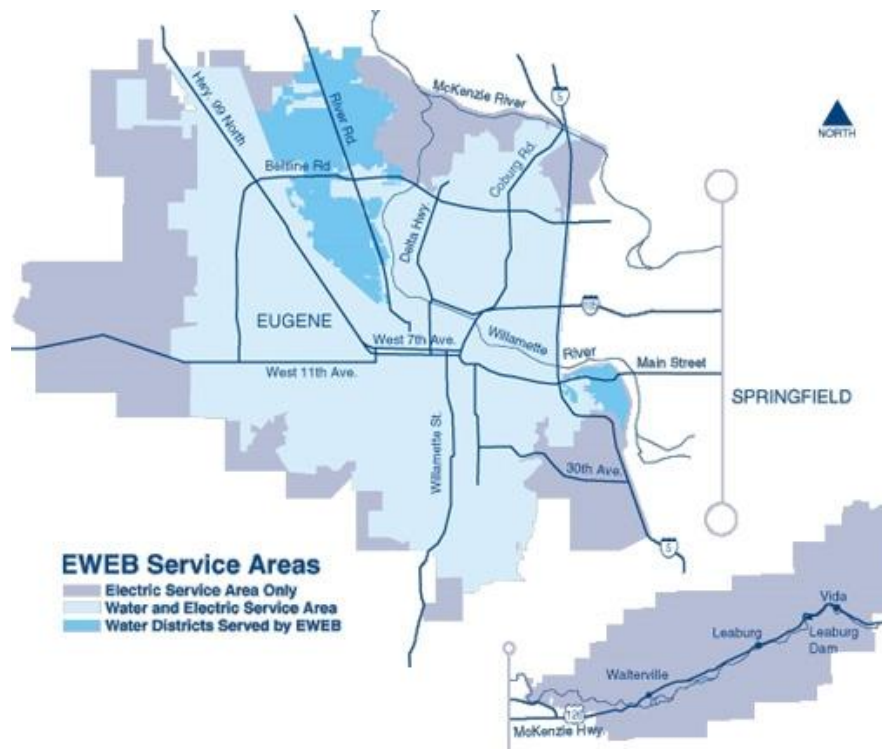 McKenzie River
5
NORTH
Hwy. 99 North
River Rd.
Beltline Rd
Delta Hwy.
Coburg Rd.
EUGENE
West 7th Ave.
West 11th Ave.
Willamette
River
Main Street
SPRINGFIELD
Willamette St.
30th Ave.
5
EWEB Service Areas
Electric Service Area Only
Water and Electric Service Area
Water Districts Served by EWEB
Vida
Leaburg
Leaburg
Dam
Walterville
126
McKenzie Hwy.